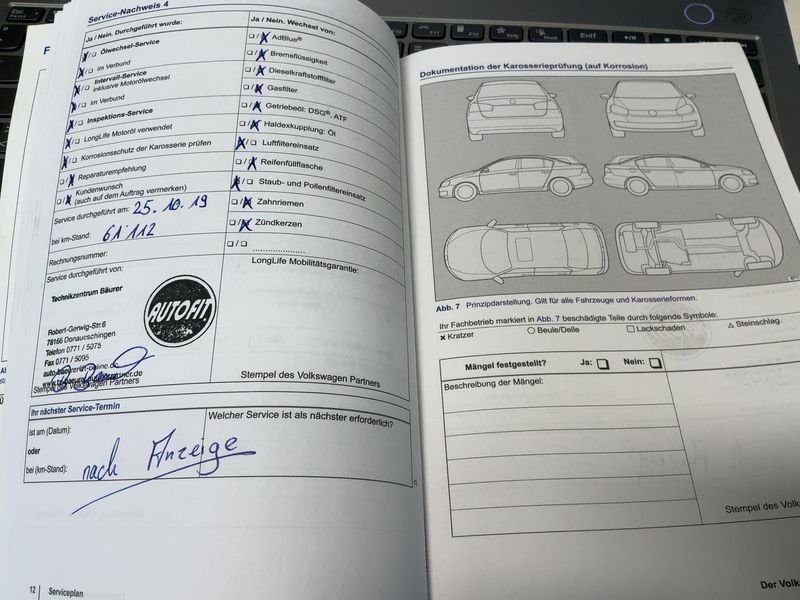 Service-Nachweis 4
Ja / Nein. Durchgeführt wurde:
Ölwechsel-Service
im Verbund
Intervall-Service
inklusive Motorölwechsel
im Verbund
Inspektions-Service
LongLife Motoröl verwendet
Korrosionsschutz der Karosserie prüfen
Reparaturempfehlung
Kundenwunsch
(auch auf dem Auftrag vermerken)
Service durchgeführt am: 25.10.19
bei km-Stand: 61 112
Rechnungsnummer:
Service durchgeführt von:
Technikzentrum Bäurer
AUTOFIT
Robert-Gerwig-Str.6
78166 Donaueschingen
Telefon 0771 / 5075
Fax 0771 / 5095
Stempel des Volkswagen Partners
Ja / Nein. Wechsel von:
AdBlue®
Bremsflüssigkeit
Dieselkraftstofffilter
Gasfilter
Getriebeöl: DSG®, ATF
Haldexkupplung: Öl
Luftfiltereinsatz
Reifenfüllflasche
Staub- und Pollenfiltereinsatz
Zahnriemen
Zündkerzen
LongLife Mobilitätsgarantie:
Stempel des Volkswagen Partners
Ihr nächster Service-Termin
ist am (Datum):
oder
bei (km-Stand):
nach Anzeige
Welcher Service ist als nächster erforderlich?
12 Serviceplan
Dokumentation der Karosserieprüfung (auf Korrosion)
Abb. 7 Prinzipdarstellung. Gilt für alle Fahrzeuge und Karosserieformen.
Ihr Fachbetrieb markiert in Abb. 7 beschädigte Teile durch folgende Symbole:
Kratzer Beule/Delle Lackschaden Steinschlag
Mängel festgestellt? Ja: Nein:
Beschreibung der Mängel:
Stempel des Volks
Der Volk